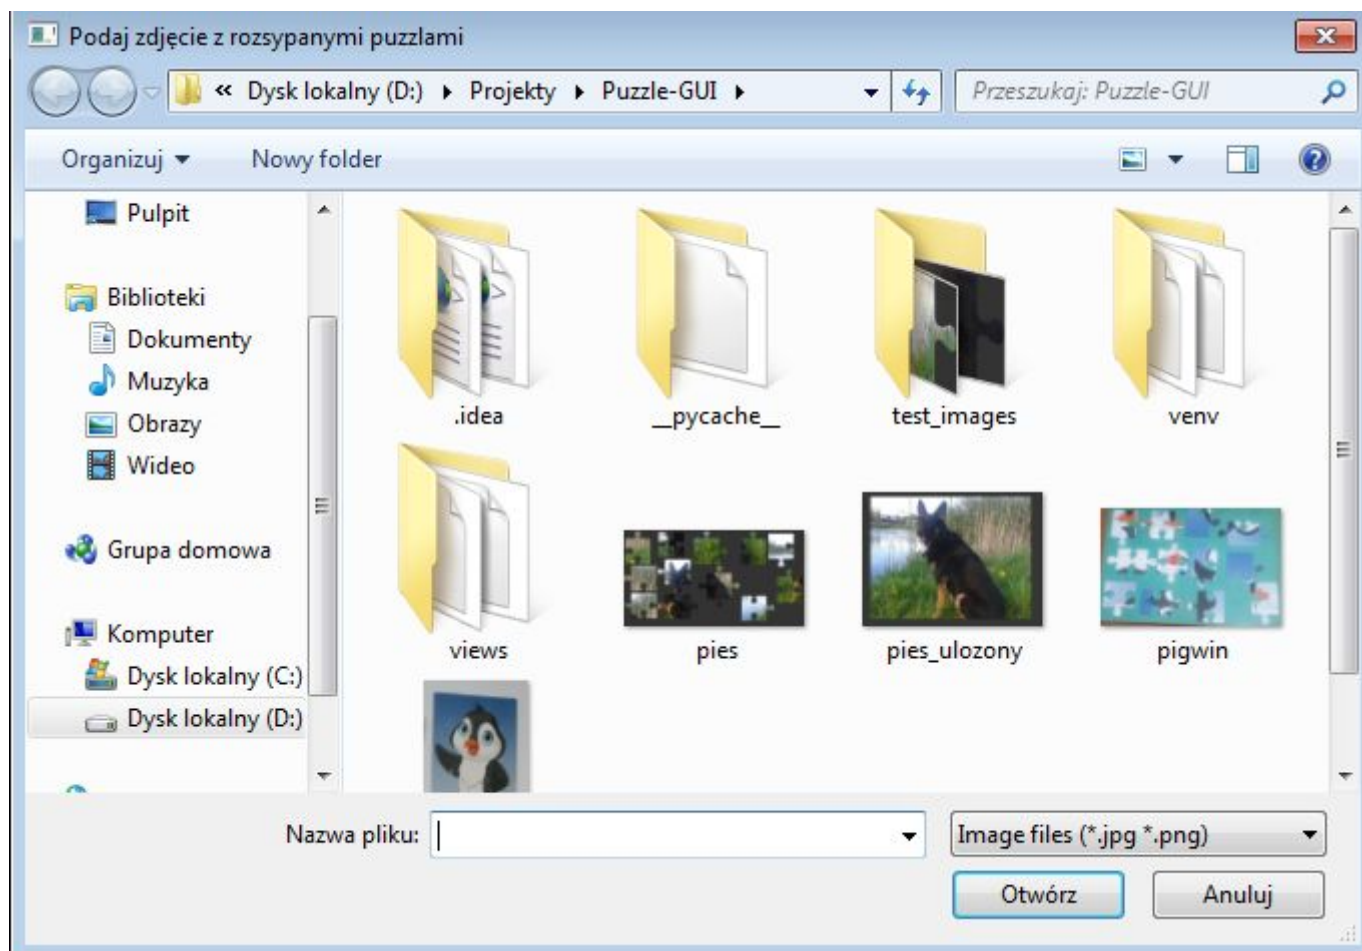 Podaj zdjęcie z rozsypanymi puzzlami
« Dysk lokalny (D:) Projekty Puzzle-GUI
Przeszukaj: Puzzle-GUI
Organizuj
Nowy folder
Pulpit
Biblioteki
Dokumenty
Muzyka
Obrazy
Wideo
Grupa domowa
Komputer
Dysk lokalny (C:)
Dysk lokalny (D:)
.idea
__pycache__
test_images
venv
views
pies
pies_ulozony
pigwin
Nazwa pliku:
Image files (*.jpg *.png)
Otwórz
Anuluj